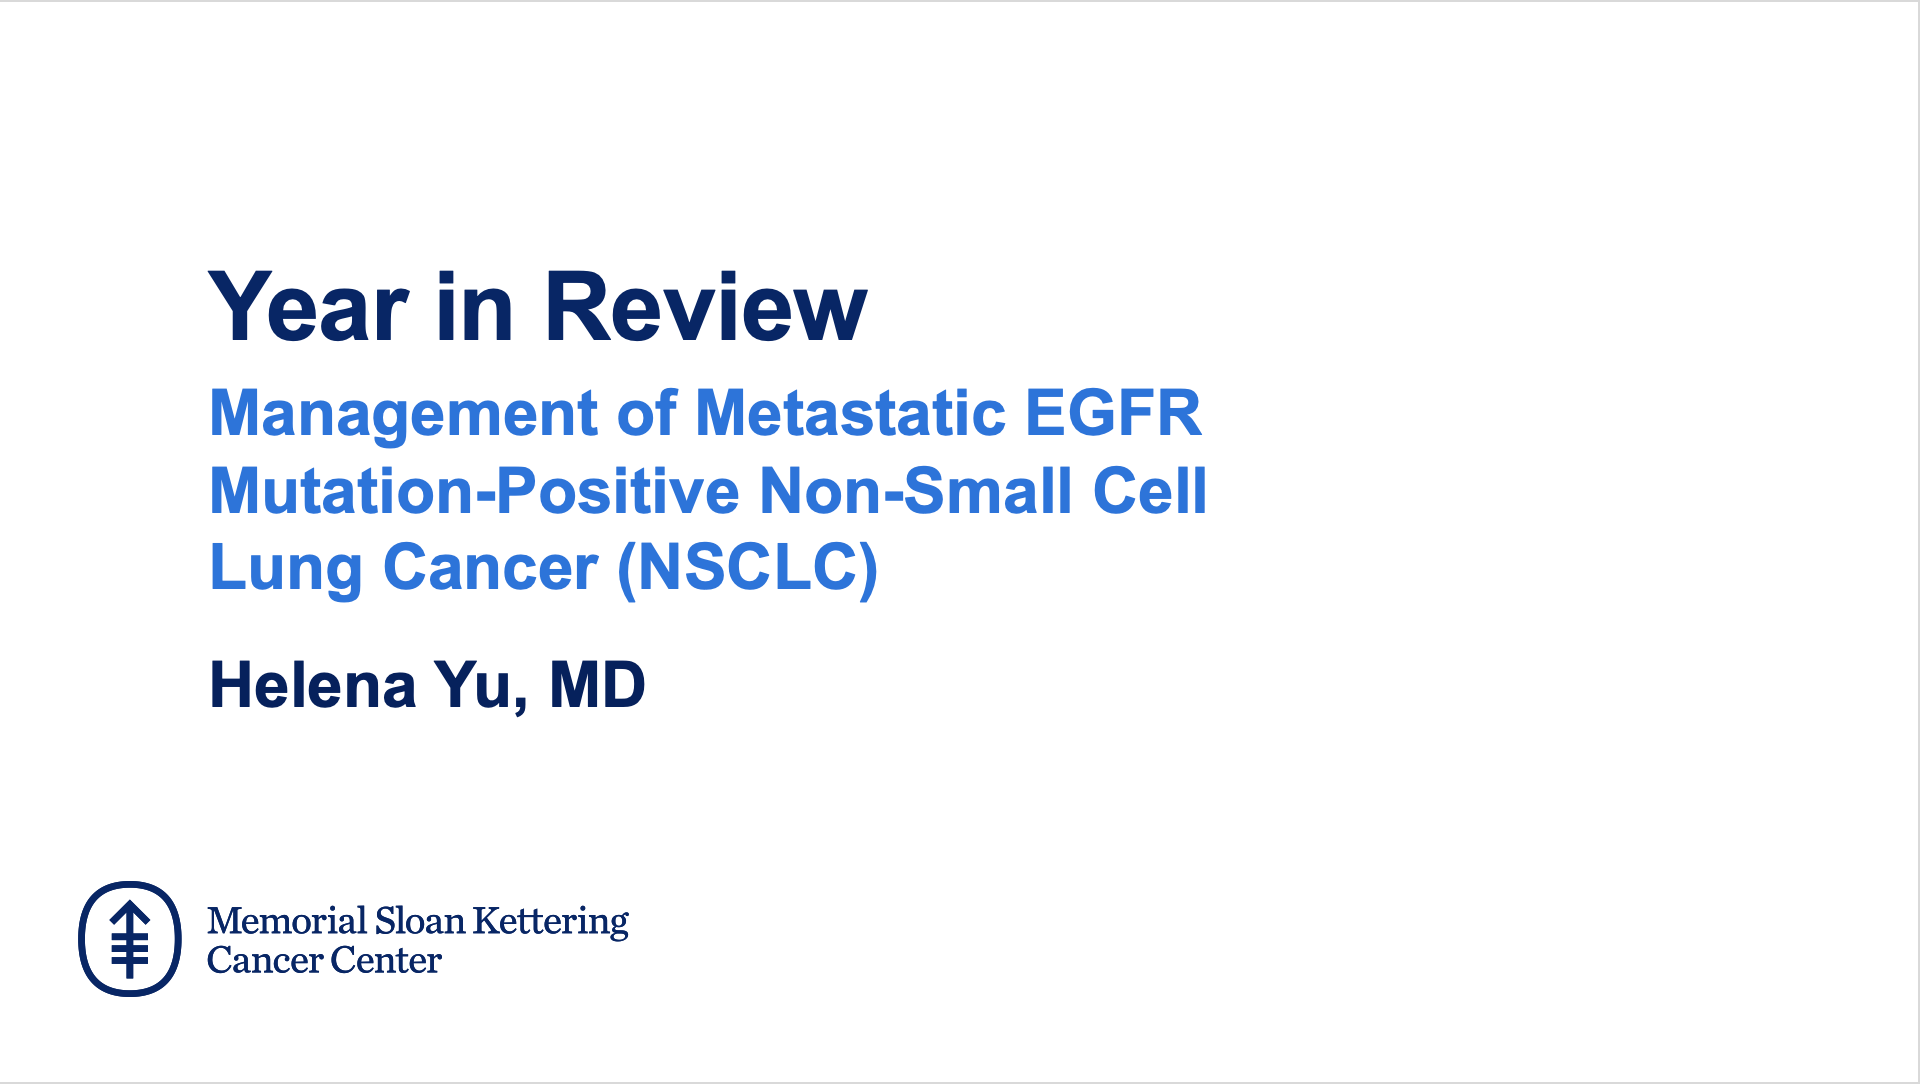 Year in Review
Management of Metastatic EGFR
Mutation-Positive Non-Small Cell
Lung Cancer (NSCLC)
Helena Yu, MD
Memorial Sloan Kettering
Cancer Center